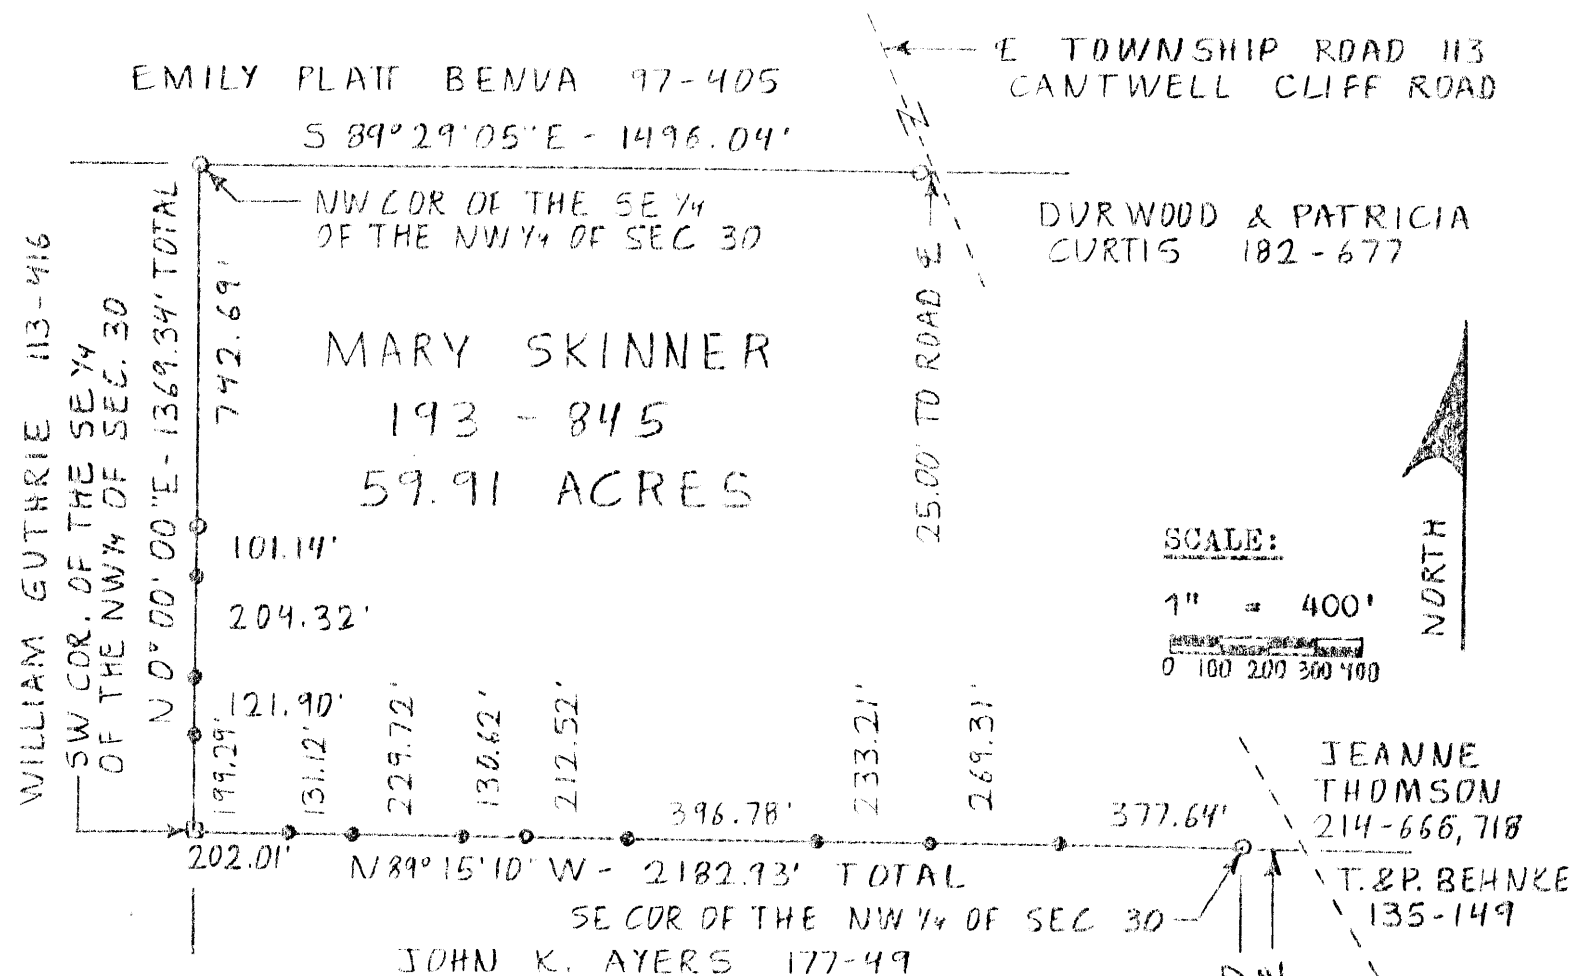 EMILY PLATT BENVA 97-405
S 89° 29' 05" E - 1496.04'
℄ TOWNSHIP ROAD 113
CANTWELL CLIFF ROAD
NW COR OF THE SE 1/4
OF THE NW 1/4 OF SEC 30
DURWOOD & PATRICIA
CURTIS 182-677
WILLIAM GUTHRIE 113-416
SW COR. OF THE SE 1/4
OF THE NW 1/4 OF SEC. 30
N 0° 00' 00" E - 1369.34' TOTAL
742.69'
MARY SKINNER
193 - 845
59.91 ACRES
25.00' TO ROAD ℄
101.14'
204.32'
121.90'
199.29'
131.12'
229.72'
130.62'
212.52'
396.78'
233.21'
269.31'
377.64'
SCALE:
1" = 400'
0 100 200 300 400
NORTH
JEANNE
THOMSON
214-666, 718
202.01'
N 89° 15' 10" W - 2182.93' TOTAL
T. & P. BEHNKE
135-149
SE COR OF THE NW 1/4 OF SEC 30
JOHN K. AYERS 177-49